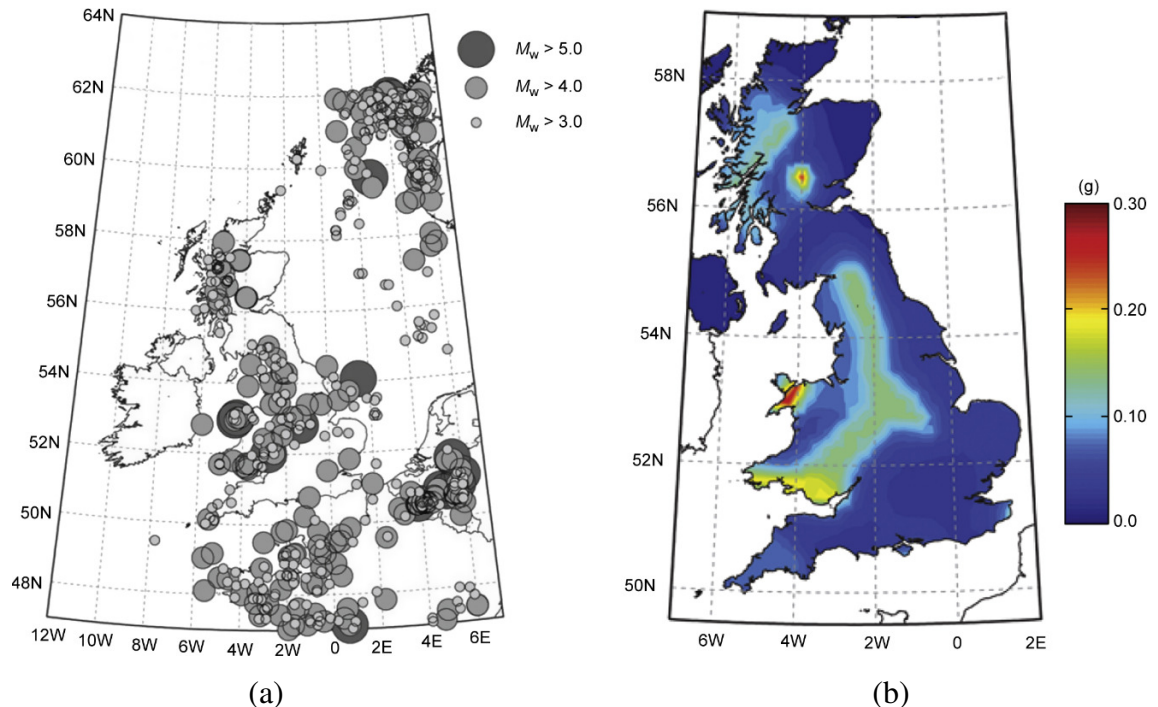 64N
62N
60N
58N
56N
54N
52N
50N
48N
12W 10W 8W 6W 4W 2W 0 2E 4E 6E
Mw > 5.0
Mw > 4.0
Mw > 3.0
(a)
58N
56N
54N
52N
50N
6W 4W 2W 0 2E
(g)
0.30
0.20
0.10
0.0
(b)